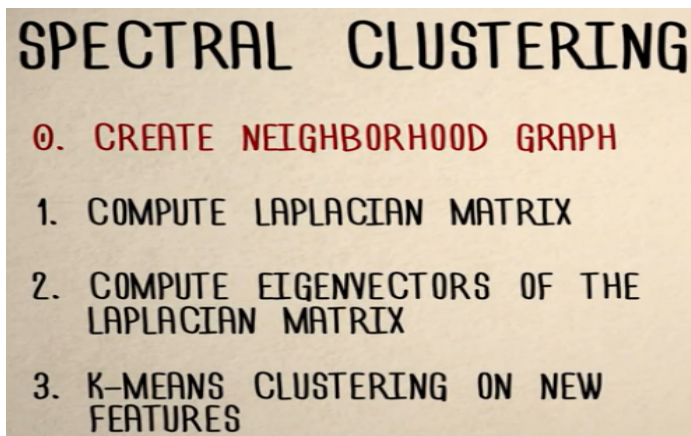 SPECTRAL CLUSTERING
0. CREATE NEIGHBORHOOD GRAPH
1. COMPUTE LAPLACIAN MATRIX
2. COMPUTE EIGENVECTORS OF THE
LAPLACIAN MATRIX
3. K-MEANS CLUSTERING ON NEW
FEATURES